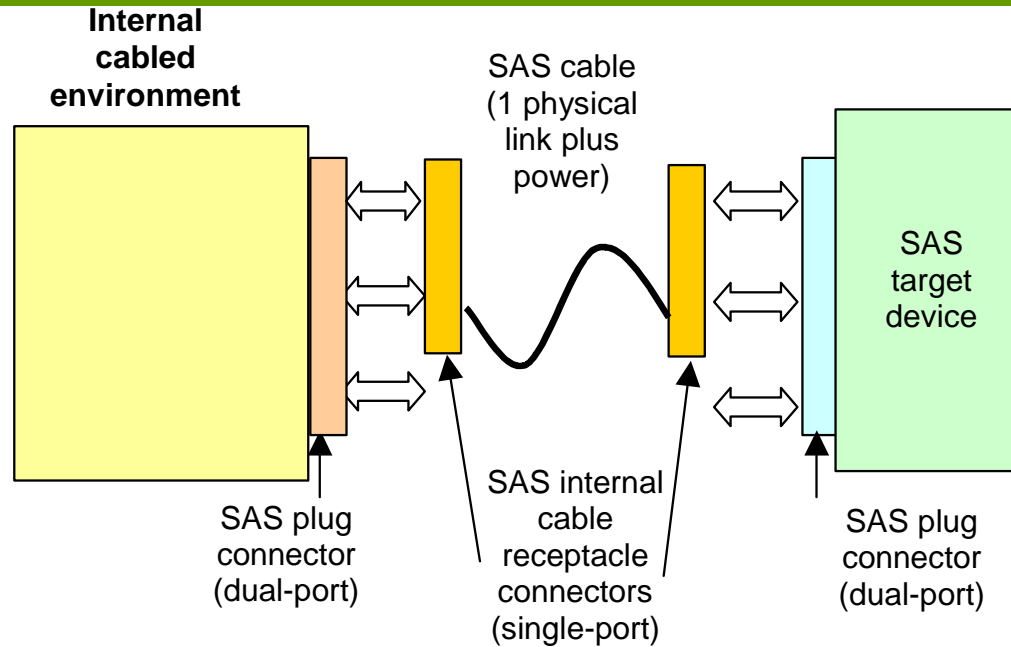 Internal
cabled
environment
SAS cable
(1 physical
link plus
power)
SAS
target
device
SAS plug
connector
(dual-port)
SAS internal
cable
receptacle
connectors
(single-port)
SAS plug
connector
(dual-port)